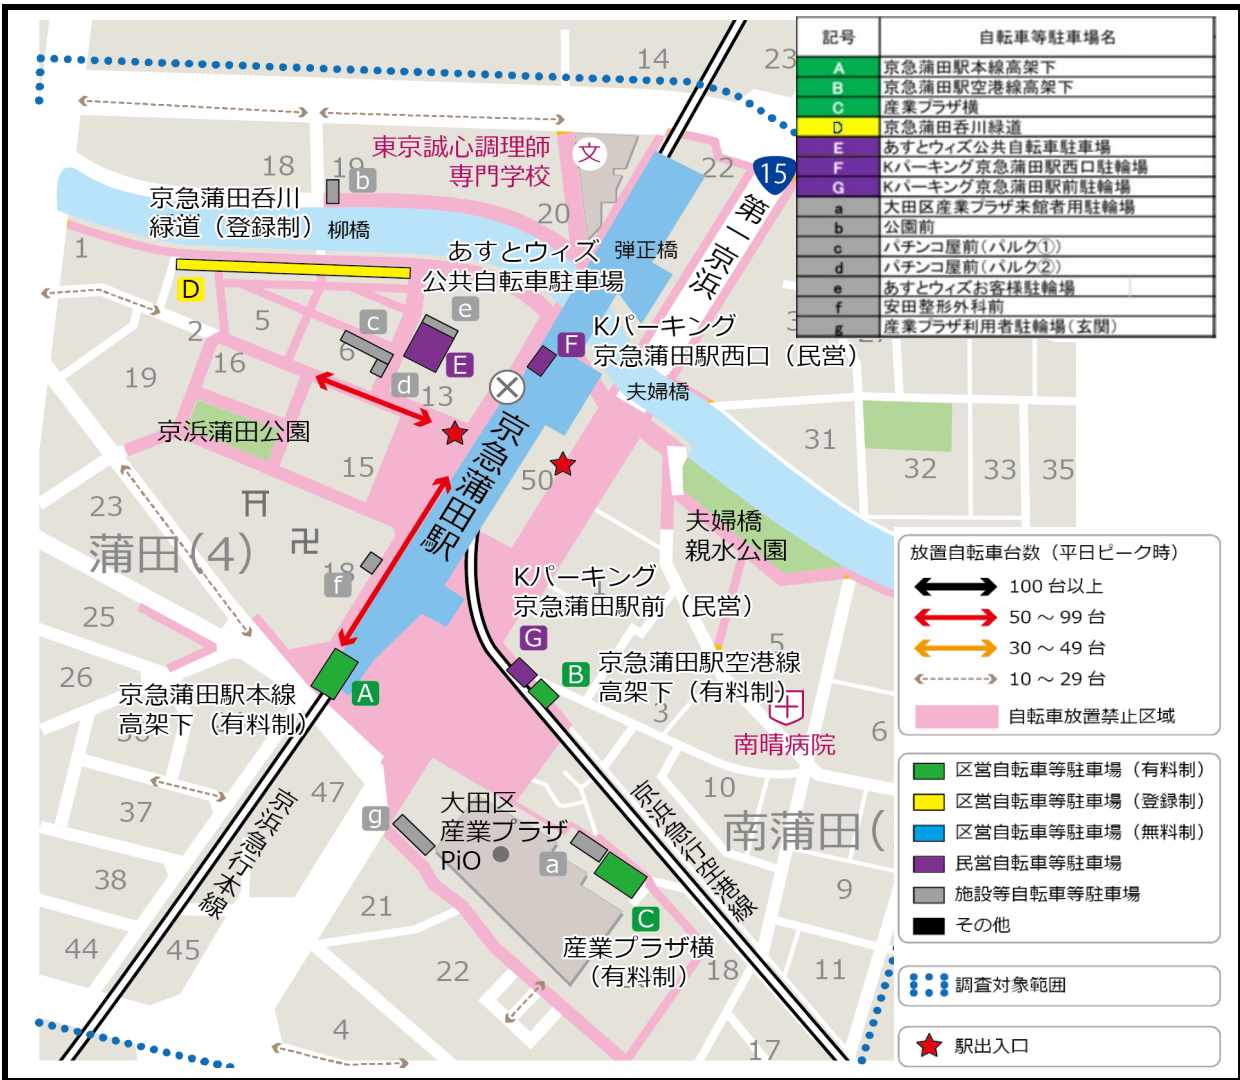 記号 自転車等駐車場名
A 京急蒲田駅本線高架下
B 京急蒲田駅空港線高架下
C 産業プラザ横
D 京急蒲田呑川緑道
E あすとウィズ公共自転車駐車場
F Kパーキング京急蒲田駅西口駐輪場
G Kパーキング京急蒲田駅前駐輪場
a 大田区産業プラザ来館者用駐輪場
b 公園前
c パチンコ屋前(パルク①)
d パチンコ屋前(パルク②)
e あすとウィズお客様駐輪場
f 安田整形外科前
g 産業プラザ利用者駐輪場(玄関)
14
23
東京誠心調理師
専門学校
文
18
19
b
22
15
第一京浜
京急蒲田呑川
緑道（登録制）
柳橋
20
1
あすとウィズ
公共自転車駐車場
弾正橋
D
e
2
5
c
6
E
F
Kパーキング
京急蒲田駅西口（民営）
16
19
d
13
夫婦橋
京浜蒲田公園
京急蒲田駅
31
15
50
32
33
35
23
蒲田(4)
夫婦橋
親水公園
18
f
Kパーキング
京急蒲田駅前（民営）
1
25
G
5
26
B
京急蒲田駅空港線
高架下（有料制）
京急蒲田駅本線
高架下（有料制）
A
3
南晴病院
6
47
10
37
京浜急行本線
g
大田区
産業プラザ
PiO
a
京浜急行空港線
南蒲田(
38
21
9
C
産業プラザ横
（有料制）
44
45
22
18
11
4
17
放置自転車台数（平日ピーク時）
100 台以上
50 ～ 99 台
30 ～ 49 台
10 ～ 29 台
自転車放置禁止区域
区営自転車等駐車場（有料制）
区営自転車等駐車場（登録制）
区営自転車等駐車場（無料制）
民営自転車等駐車場
施設等自転車等駐車場
その他
調査対象範囲
駅出入口